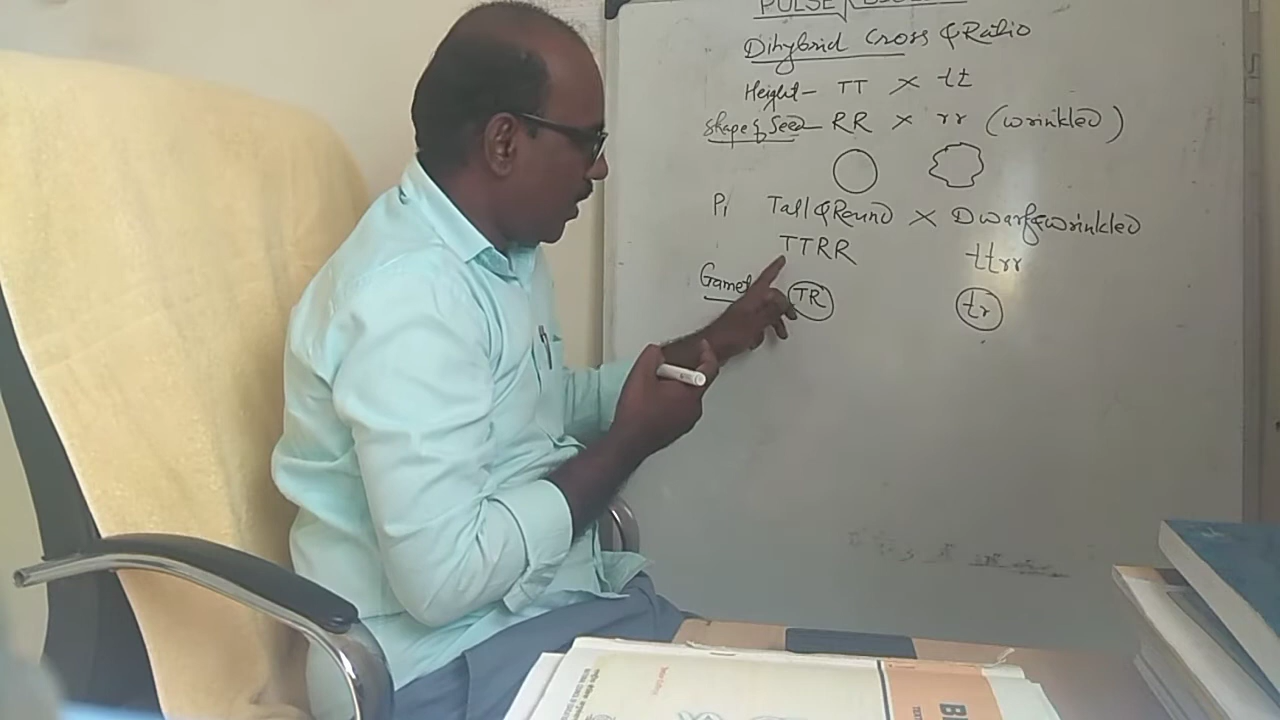 PULSE
Dihybrid Cross & Ratio
Height – TT × tt
Shape of Seed – RR × rr (wrinkled)
P1 Tall & Round × Dwarf & wrinkled
TTRR ttrr
TR tr